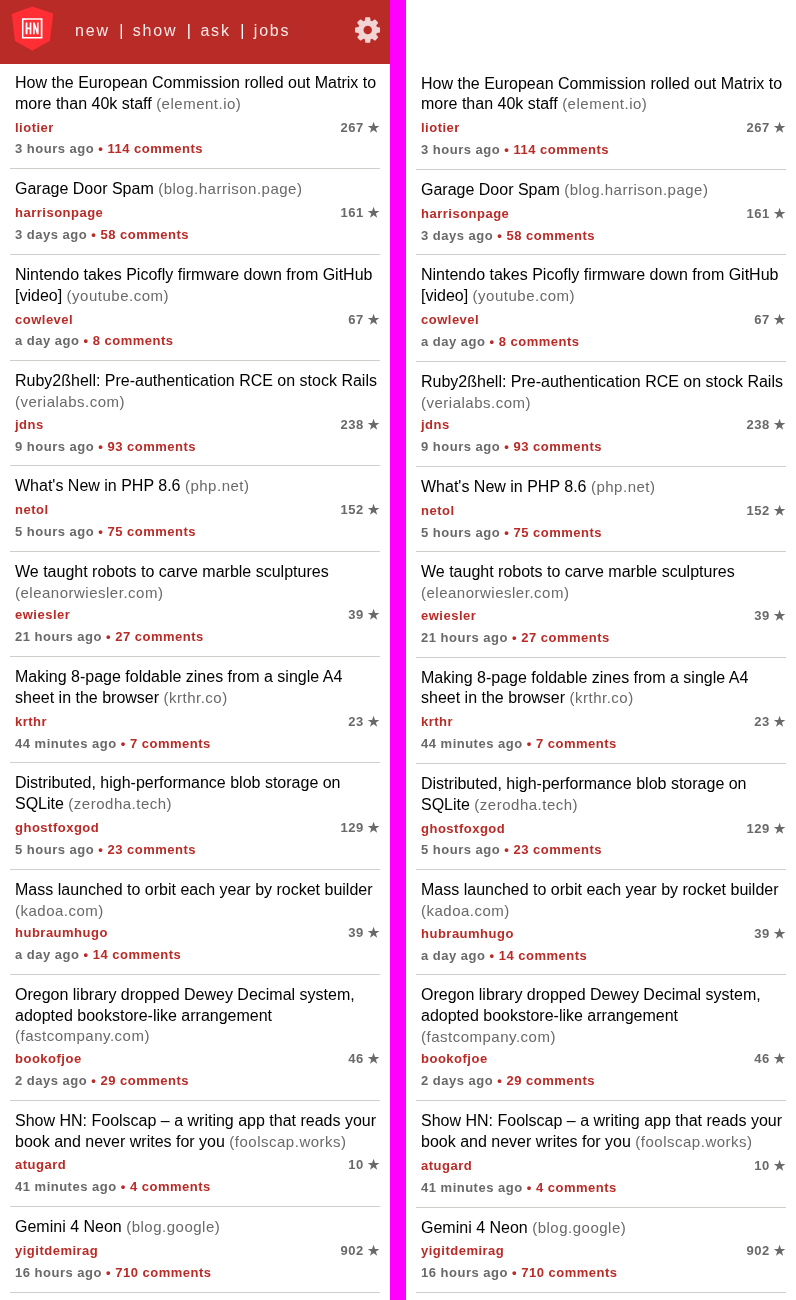 HN new | show | ask | jobs
How the European Commission rolled out Matrix to
more than 40k staff (element.io)
liotier 267 ★
3 hours ago • 114 comments
Garage Door Spam (blog.harrison.page)
harrisonpage 161 ★
3 days ago • 58 comments
Nintendo takes Picofly firmware down from GitHub
[video] (youtube.com)
cowlevel 67 ★
a day ago • 8 comments
Ruby2ßhell: Pre-authentication RCE on stock Rails
(verialabs.com)
jdns 238 ★
9 hours ago • 93 comments
What's New in PHP 8.6 (php.net)
netol 152 ★
5 hours ago • 75 comments
We taught robots to carve marble sculptures
(eleanorwiesler.com)
ewiesler 39 ★
21 hours ago • 27 comments
Making 8-page foldable zines from a single A4
sheet in the browser (krthr.co)
krthr 23 ★
44 minutes ago • 7 comments
Distributed, high-performance blob storage on
SQLite (zerodha.tech)
ghostfoxgod 129 ★
5 hours ago • 23 comments
Mass launched to orbit each year by rocket builder
(kadoa.com)
hubraumhugo 39 ★
a day ago • 14 comments
Oregon library dropped Dewey Decimal system,
adopted bookstore-like arrangement
(fastcompany.com)
bookofjoe 46 ★
2 days ago • 29 comments
Show HN: Foolscap – a writing app that reads your
book and never writes for you (foolscap.works)
atugard 10 ★
41 minutes ago • 4 comments
Gemini 4 Neon (blog.google)
yigitdemirag 902 ★
16 hours ago • 710 comments
How the European Commission rolled out Matrix to
more than 40k staff (element.io)
liotier 267 ★
3 hours ago • 114 comments
Garage Door Spam (blog.harrison.page)
harrisonpage 161 ★
3 days ago • 58 comments
Nintendo takes Picofly firmware down from GitHub
[video] (youtube.com)
cowlevel 67 ★
a day ago • 8 comments
Ruby2ßhell: Pre-authentication RCE on stock Rails
(verialabs.com)
jdns 238 ★
9 hours ago • 93 comments
What's New in PHP 8.6 (php.net)
netol 152 ★
5 hours ago • 75 comments
We taught robots to carve marble sculptures
(eleanorwiesler.com)
ewiesler 39 ★
21 hours ago • 27 comments
Making 8-page foldable zines from a single A4
sheet in the browser (krthr.co)
krthr 23 ★
44 minutes ago • 7 comments
Distributed, high-performance blob storage on
SQLite (zerodha.tech)
ghostfoxgod 129 ★
5 hours ago • 23 comments
Mass launched to orbit each year by rocket builder
(kadoa.com)
hubraumhugo 39 ★
a day ago • 14 comments
Oregon library dropped Dewey Decimal system,
adopted bookstore-like arrangement
(fastcompany.com)
bookofjoe 46 ★
2 days ago • 29 comments
Show HN: Foolscap – a writing app that reads your
book and never writes for you (foolscap.works)
atugard 10 ★
41 minutes ago • 4 comments
Gemini 4 Neon (blog.google)
yigitdemirag 902 ★
16 hours ago • 710 comments